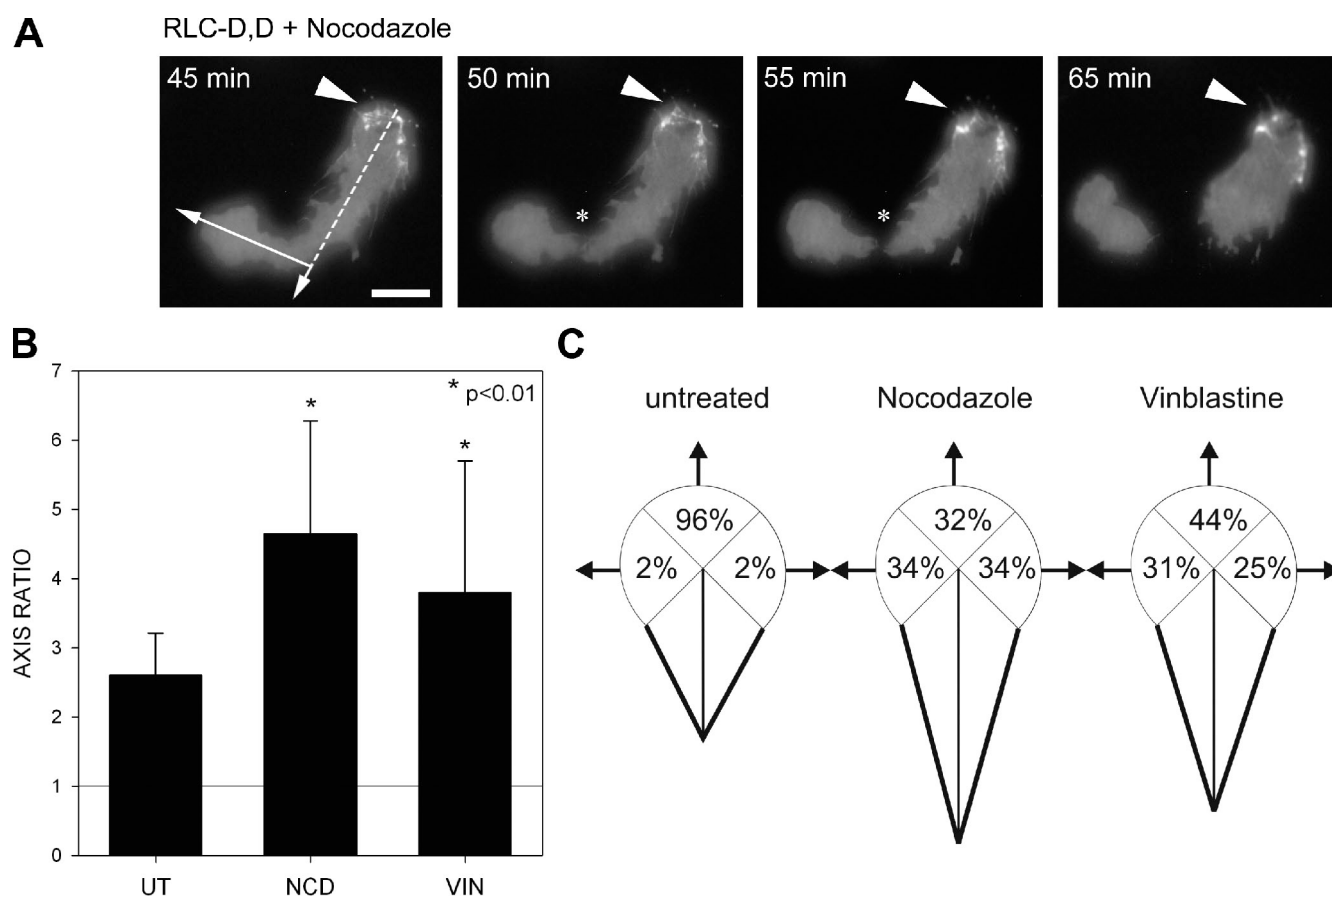 A
RLC-D,D + Nocodazole
45 min
50 min
55 min
65 min
*
*
B
C
7
6
5
4
3
2
1
0
AXIS RATIO
* p<0.01
*
*
UT
NCD
VIN
untreated
Nocodazole
Vinblastine
96%
2%
2%
32%
34%
34%
44%
31%
25%